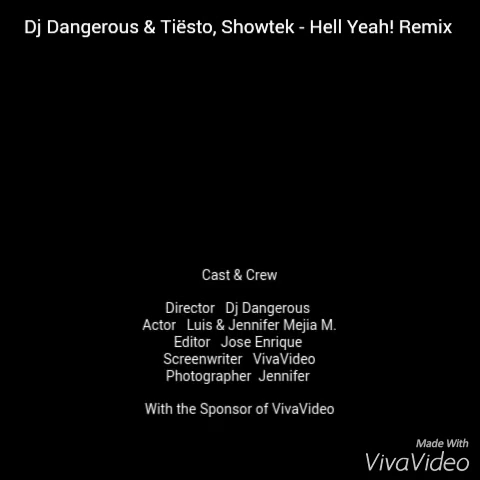 Dj Dangerous & Tiësto, Showtek - Hell Yeah! Remix
Cast & Crew
Director Dj Dangerous
Actor Luis & Jennifer Mejia M.
Editor Jose Enrique
Screenwriter VivaVideo
Photographer Jennifer
With the Sponsor of VivaVideo
Made With
VivaVideo